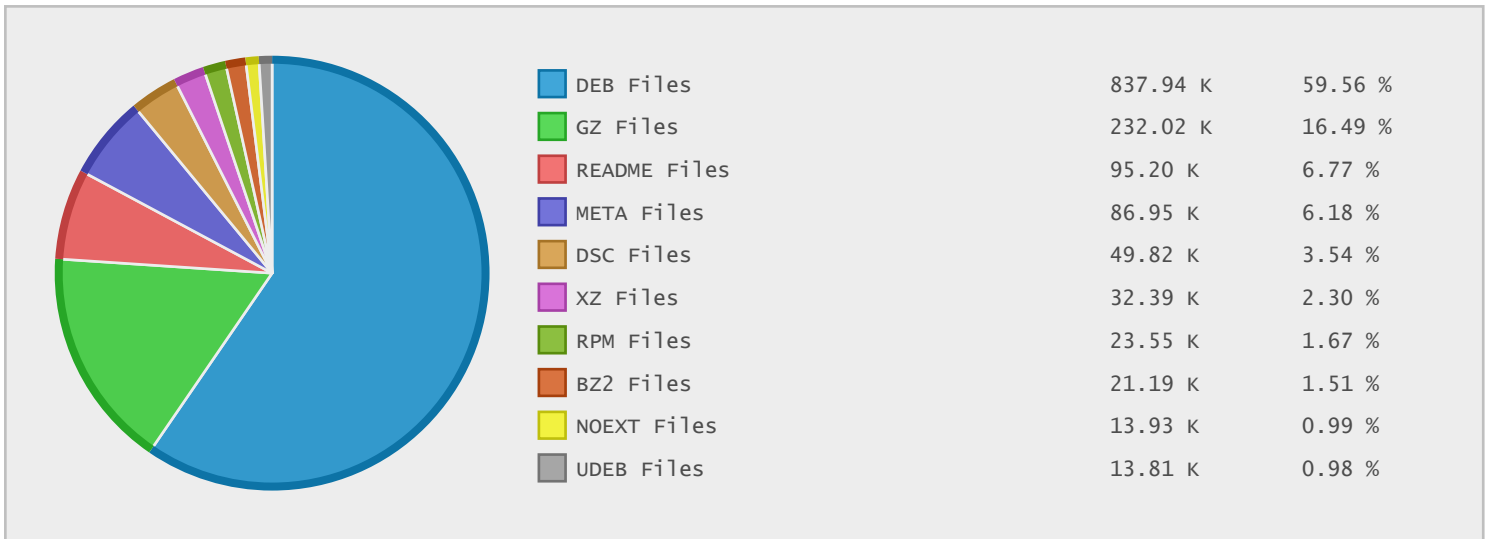 DEB Files 837.94 K 59.56 %
GZ Files 232.02 K 16.49 %
README Files 95.20 K 6.77 %
META Files 86.95 K 6.18 %
DSC Files 49.82 K 3.54 %
XZ Files 32.39 K 2.30 %
RPM Files 23.55 K 1.67 %
BZ2 Files 21.19 K 1.51 %
NOEXT Files 13.93 K 0.99 %
UDEB Files 13.81 K 0.98 %